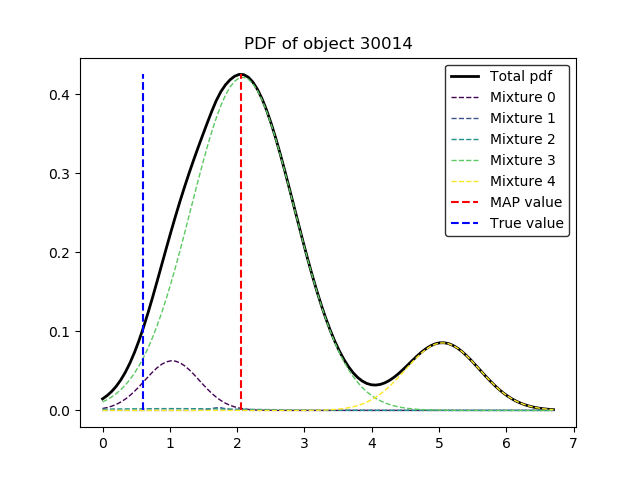 PDF of object 30014
Total pdf
Mixture 0
Mixture 1
Mixture 2
Mixture 3
Mixture 4
MAP value
True value
0.4
0.3
0.2
0.1
0.0
0 1 2 3 4 5 6 7